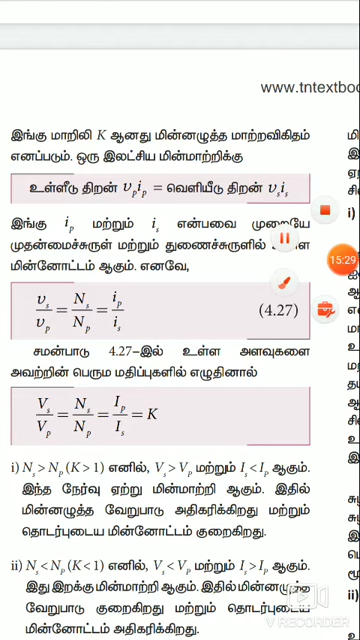 www.tntextbo
இங்கு மாறிலி K ஆனது மின்னழுத்த மாற்றவிகிதம்
எனப்படும். ஒரு இலட்சிய மின்மாற்றிக்கு
உள்ளீடு திறன் υₚiₚ = வெளியீடு திறன் υₛiₛ
இங்கு iₚ மற்றும் iₛ என்பவை முறையே
முதன்மைச்சுருள் மற்றும் துணைச்சுருளில்
மின்னோட்டம் ஆகும். எனவே,
υₛ/υₚ = Nₛ/Nₚ = iₚ/iₛ (4.27)
சமன்பாடு 4.27-இல் உள்ள அளவுகளை
அவற்றின் பெரும மதிப்புகளில் எழுதினால்
Vₛ/Vₚ = Nₛ/Nₚ = Iₚ/Iₛ = K
i) Nₛ > Nₚ (K > 1) எனில், Vₛ > Vₚ மற்றும் Iₛ < Iₚ ஆகும்.
இந்த நேர்வு ஏற்று மின்மாற்றி ஆகும். இதில்
மின்னழுத்த வேறுபாடு அதிகரிக்கிறது மற்றும்
தொடர்புடைய மின்னோட்டம் குறைகிறது.
ii) Nₛ < Nₚ (K < 1) எனில், Vₛ < Vₚ மற்றும் Iₛ > Iₚ ஆகும்.
இது இறக்கு மின்மாற்றி ஆகும். இதில் மின்னழுத்த
வேறுபாடு குறைகிறது மற்றும் தொடர்புடைய
மின்னோட்டம் அதிகரிக்கிறது.
i)
ii)
15:29
V RECORDER